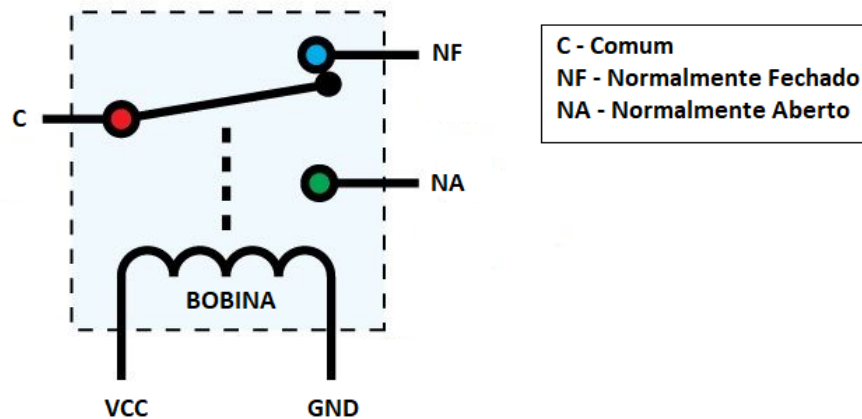 NF
C
NA
BOBINA
VCC
GND
C - Comum
NF - Normalmente Fechado
NA - Normalmente Aberto